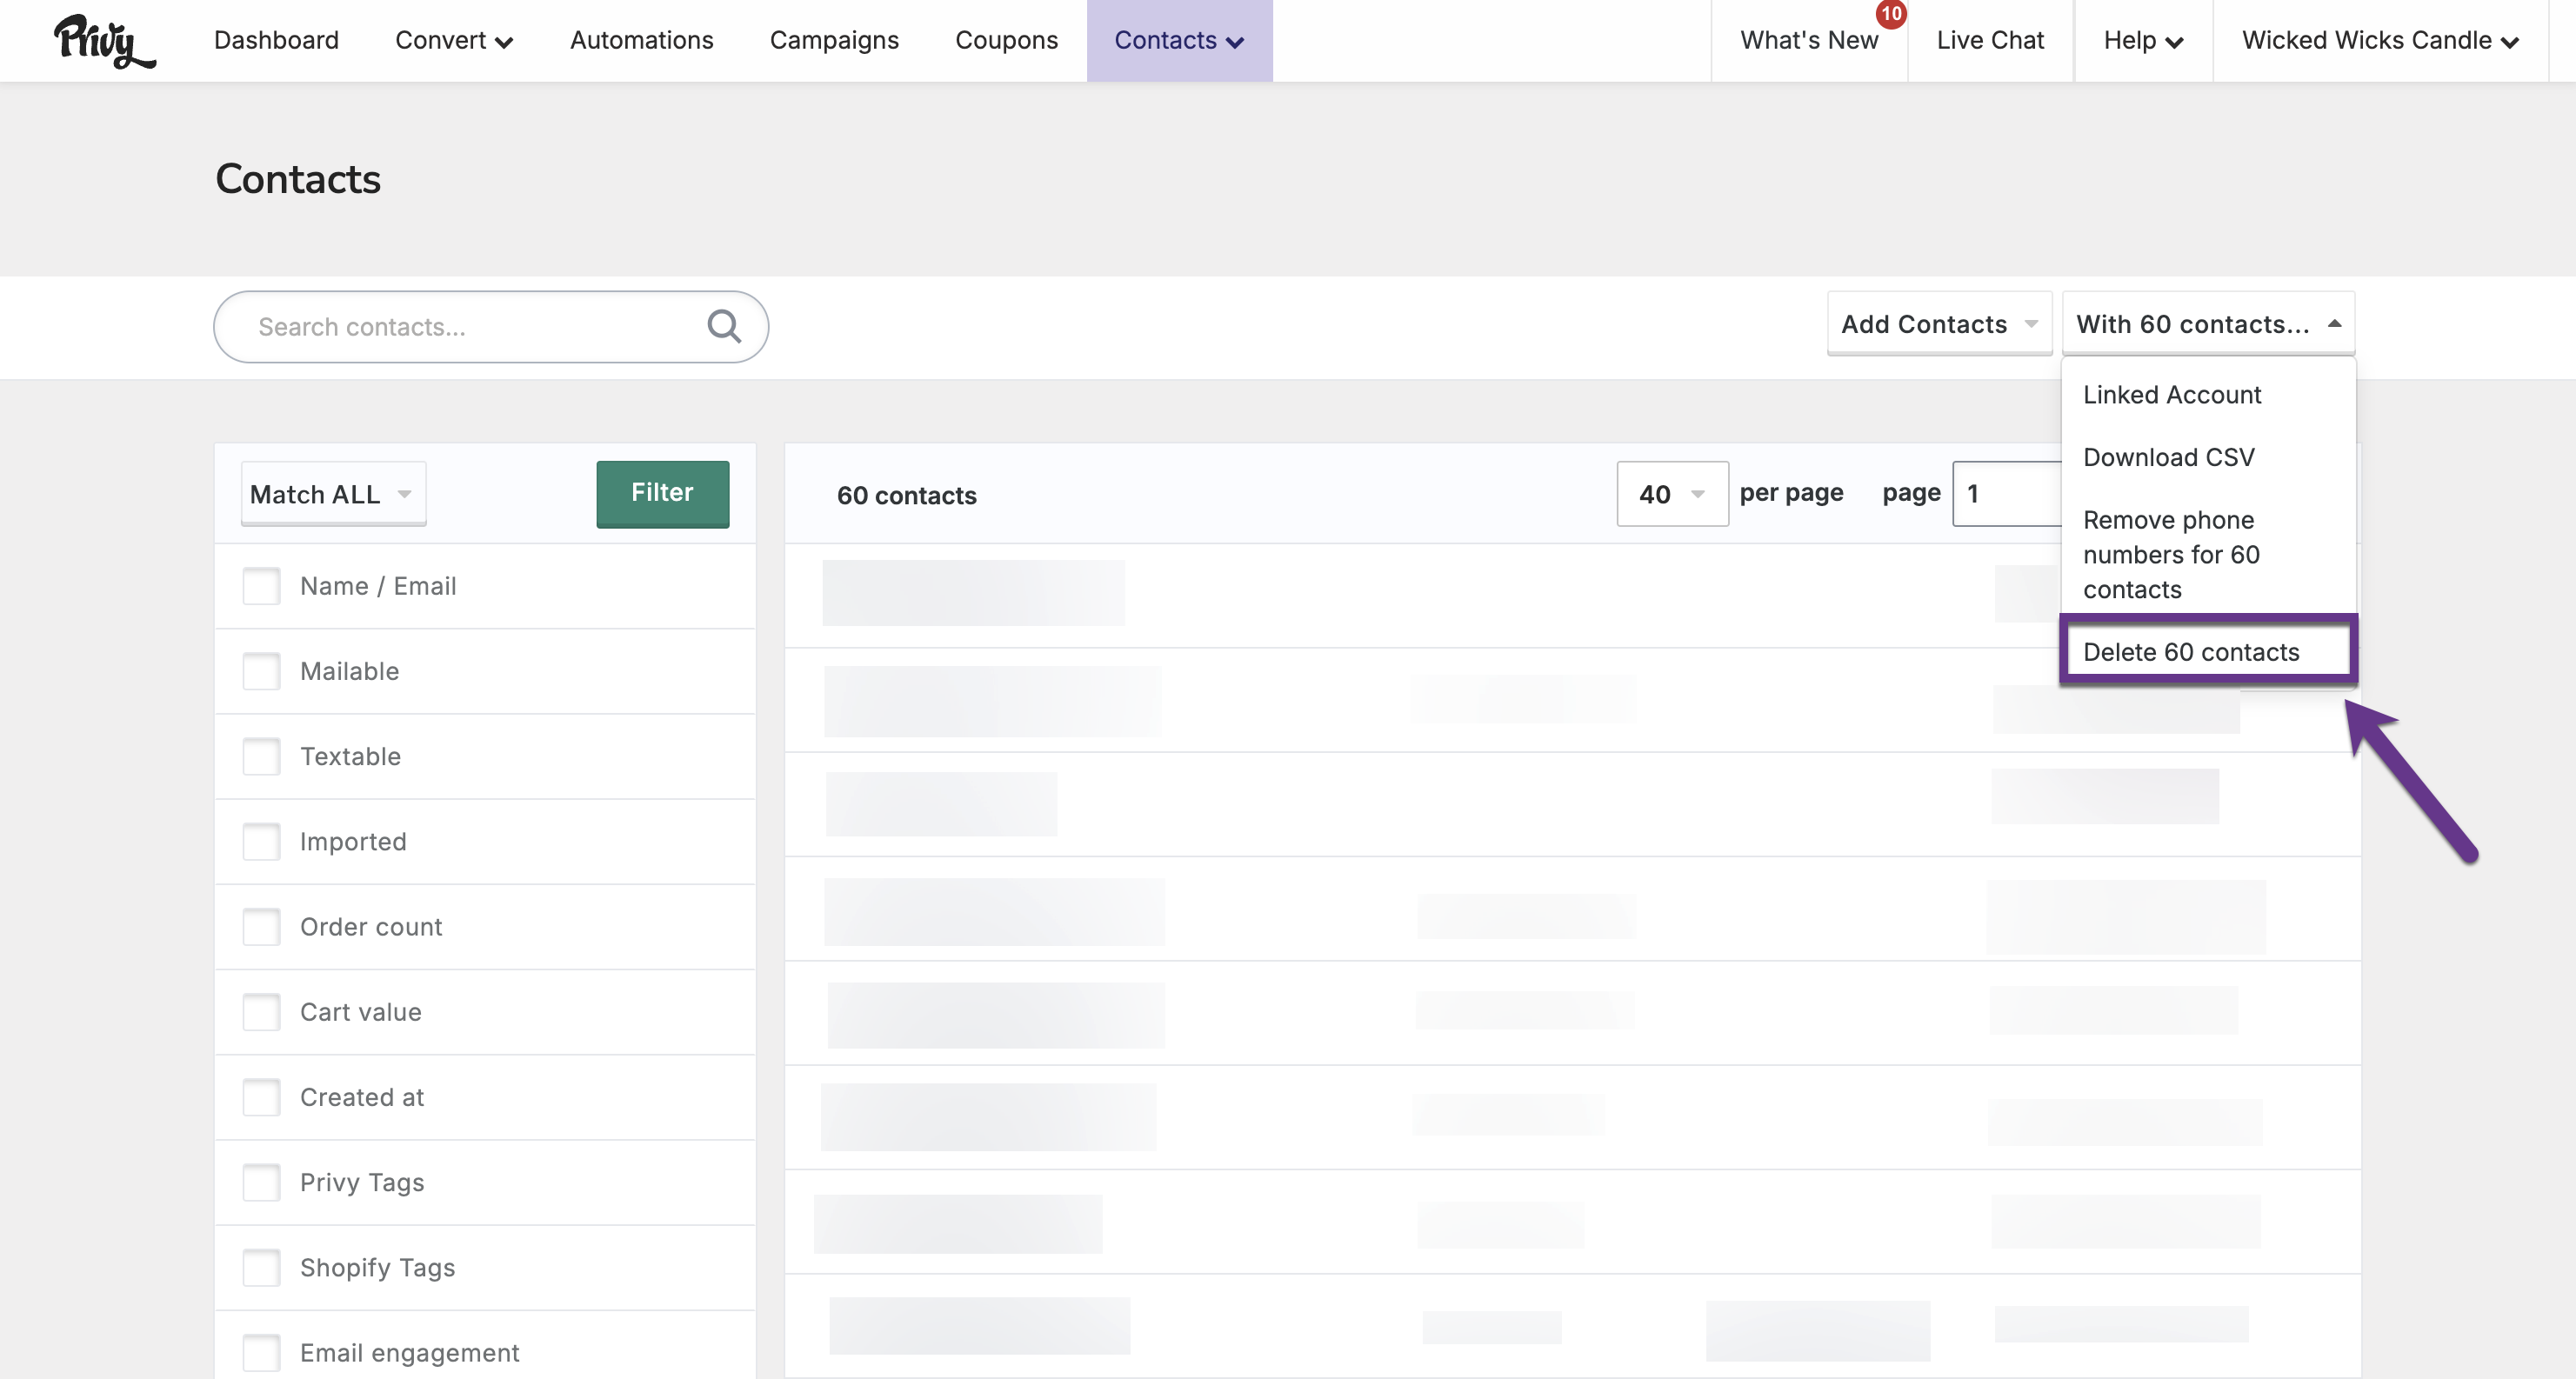 Privy
Dashboard
Convert
Automations
Campaigns
Coupons
Contacts
What's New
10
Live Chat
Help
Wicked Wicks Candle
Contacts
Search contacts...
Add Contacts
With 60 contacts...
Linked Account
Download CSV
Remove phone
numbers for 60
contacts
Delete 60 contacts
Match ALL
Filter
60 contacts
40
per page
page
1
Name / Email
Mailable
Textable
Imported
Order count
Cart value
Created at
Privy Tags
Shopify Tags
Email engagement